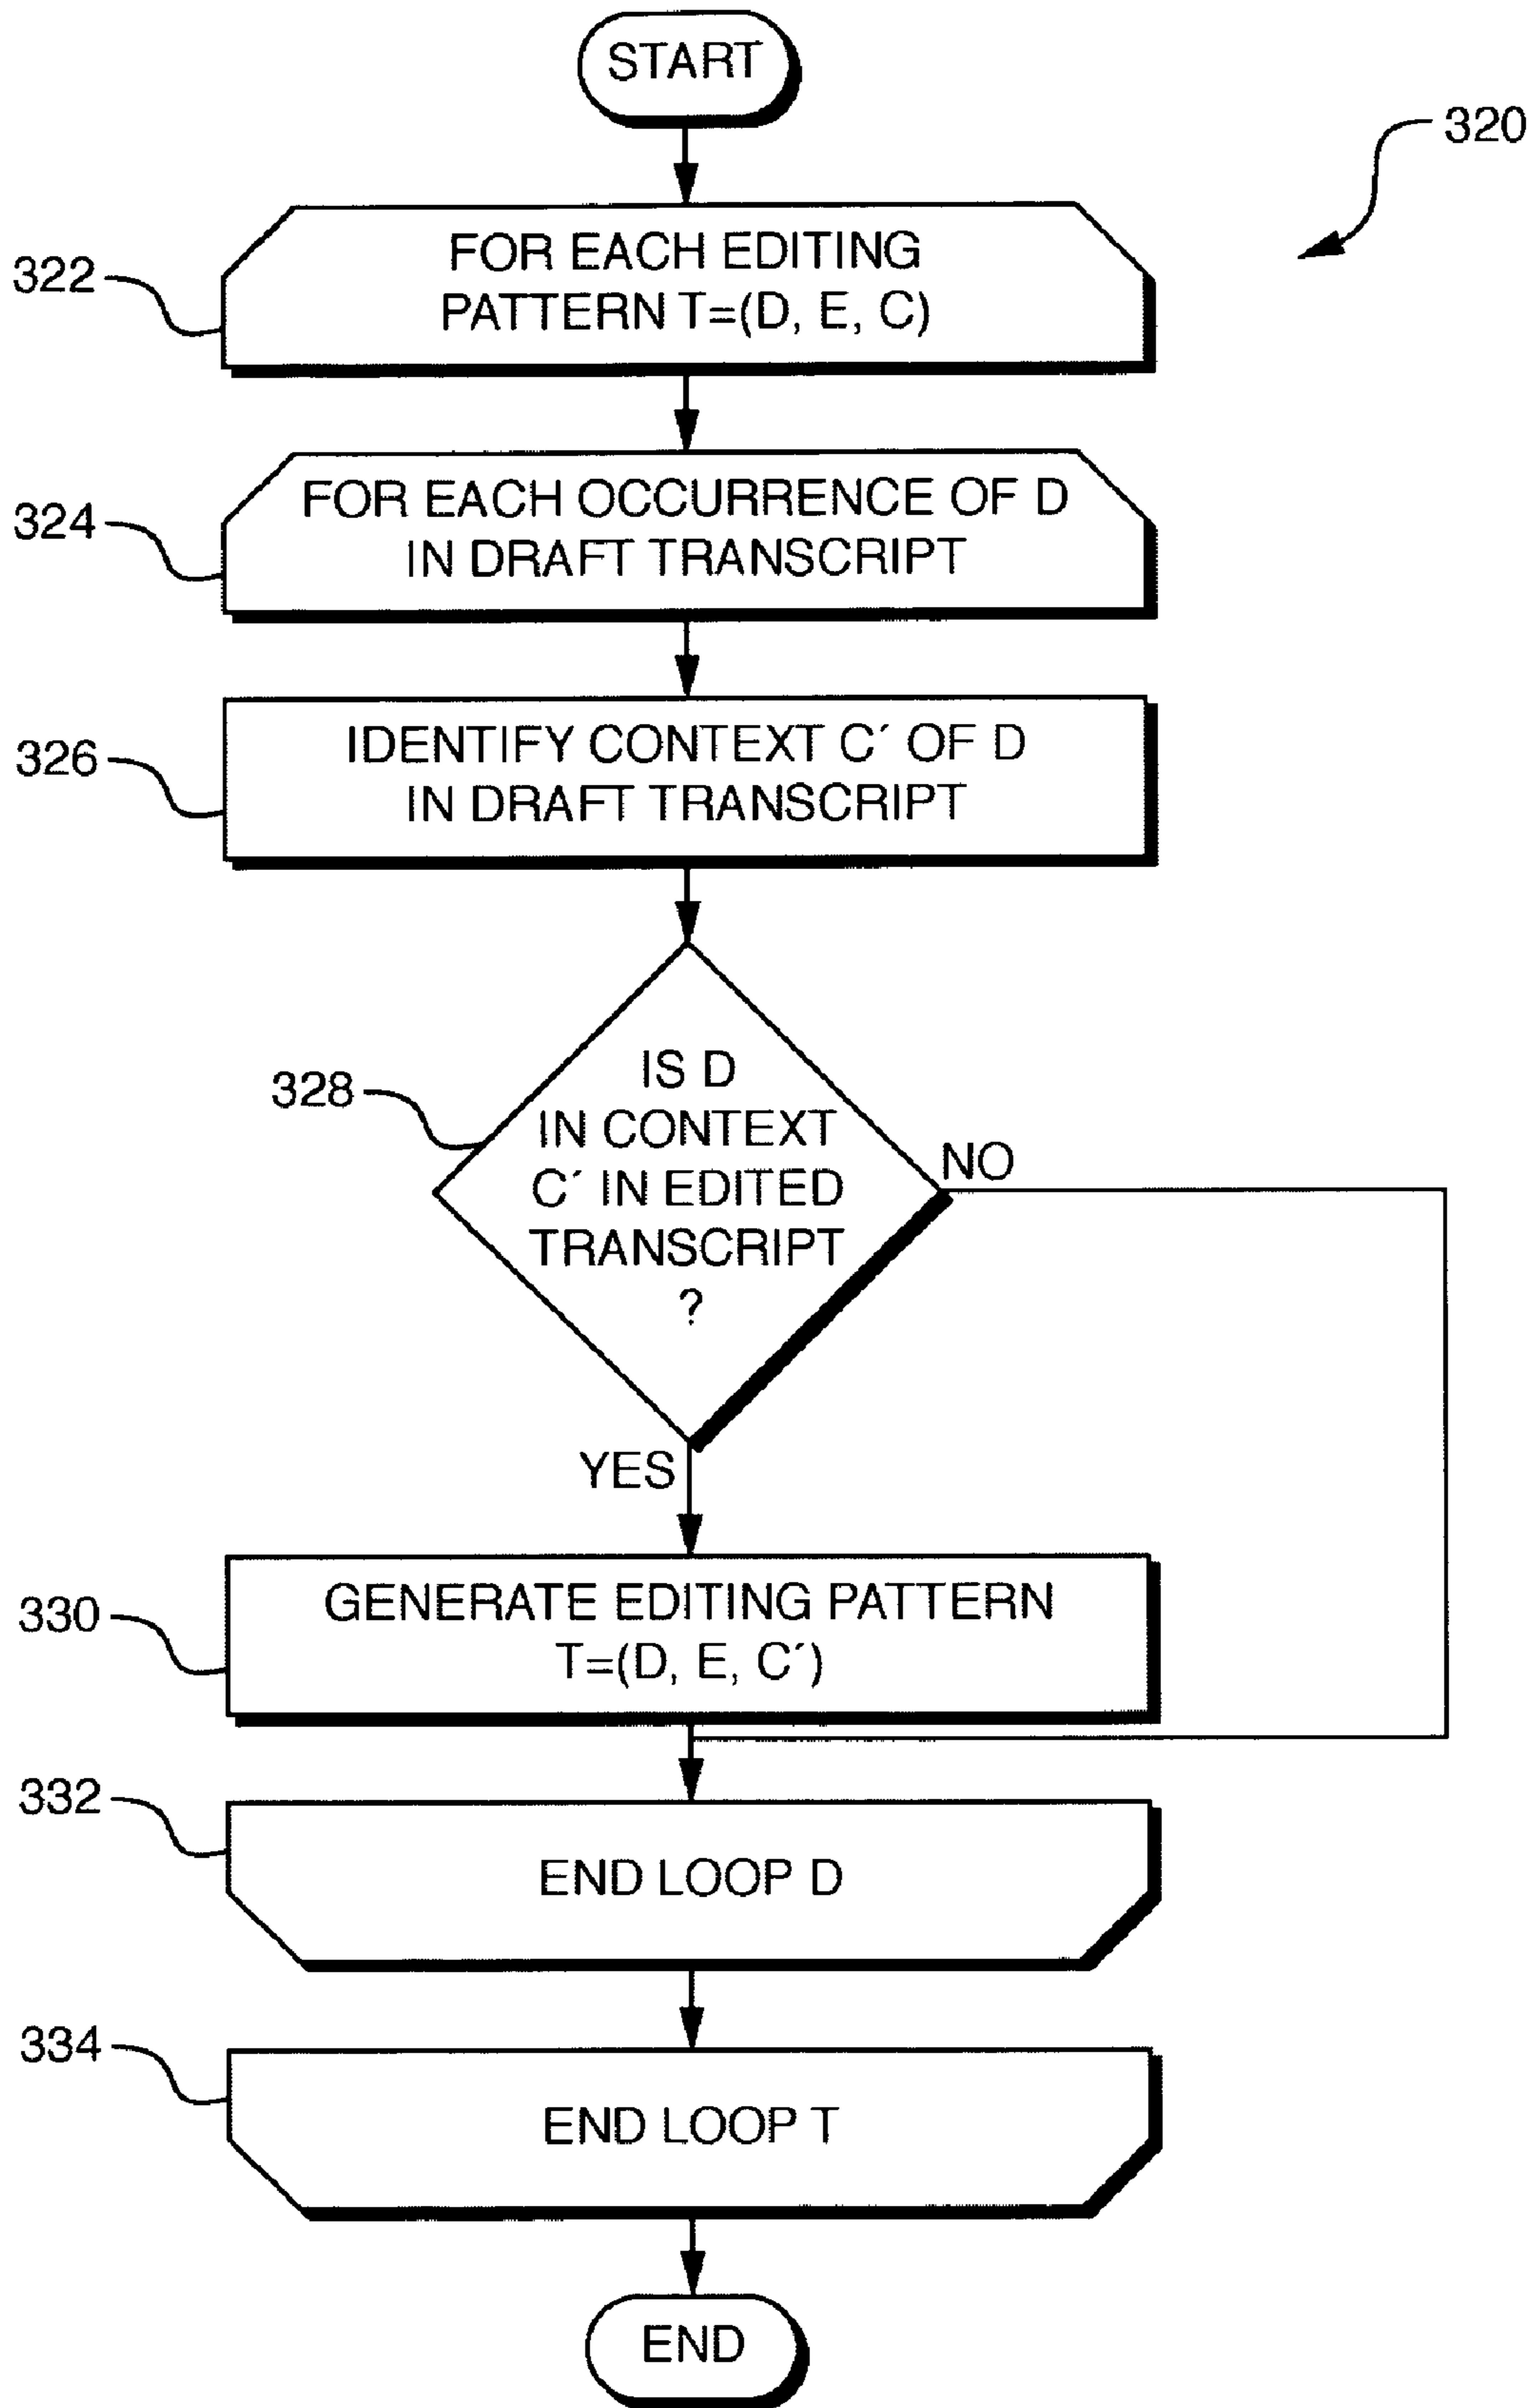 START
320
322
FOR EACH EDITING
PATTERN T=(D, E, C)
324
FOR EACH OCCURRENCE OF D
IN DRAFT TRANSCRIPT
326
IDENTIFY CONTEXT C´ OF D
IN DRAFT TRANSCRIPT
328
IS D
IN CONTEXT
C´ IN EDITED
TRANSCRIPT
?
NO
YES
330
GENERATE EDITING PATTERN
T=(D, E, C´)
332
END LOOP D
334
END LOOP T
END